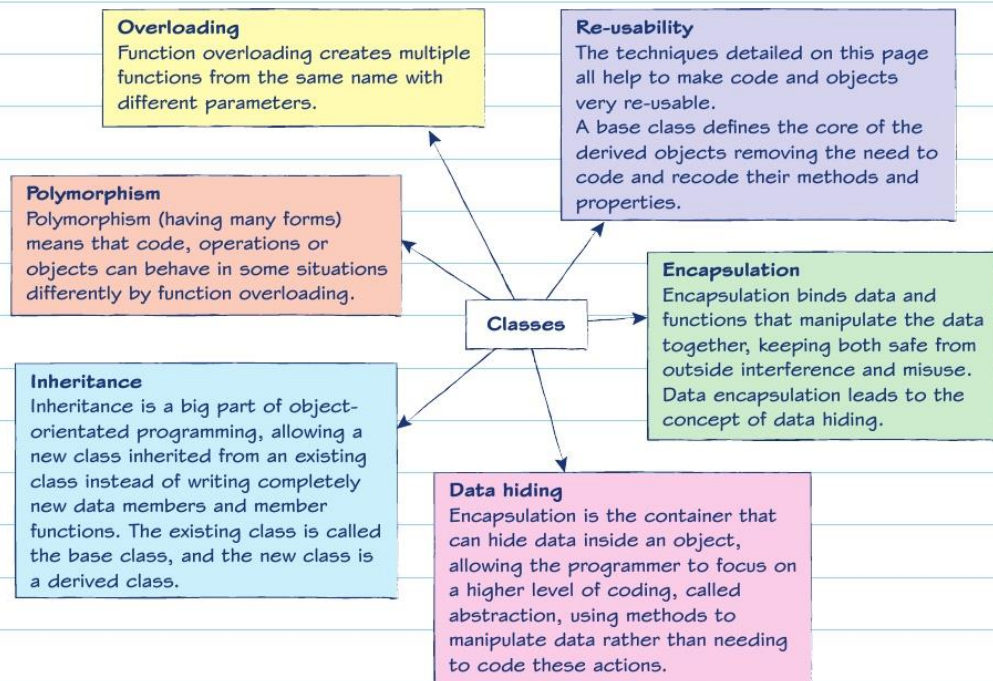 Overloading
Function overloading creates multiple
functions from the same name with
different parameters.
Re-usability
The techniques detailed on this page
all help to make code and objects
very re-usable.
A base class defines the core of the
derived objects removing the need to
code and recode their methods and
properties.
Polymorphism
Polymorphism (having many forms)
means that code, operations or
objects can behave in some situations
differently by function overloading.
Encapsulation
Encapsulation binds data and
functions that manipulate the data
together, keeping both safe from
outside interference and misuse.
Data encapsulation leads to the
concept of data hiding.
Classes
Inheritance
Inheritance is a big part of object-
orientated programming, allowing a
new class inherited from an existing
class instead of writing completely
new data members and member
functions. The existing class is called
the base class, and the new class is
a derived class.
Data hiding
Encapsulation is the container that
can hide data inside an object,
allowing the programmer to focus on
a higher level of coding, called
abstraction, using methods to
manipulate data rather than needing
to code these actions.